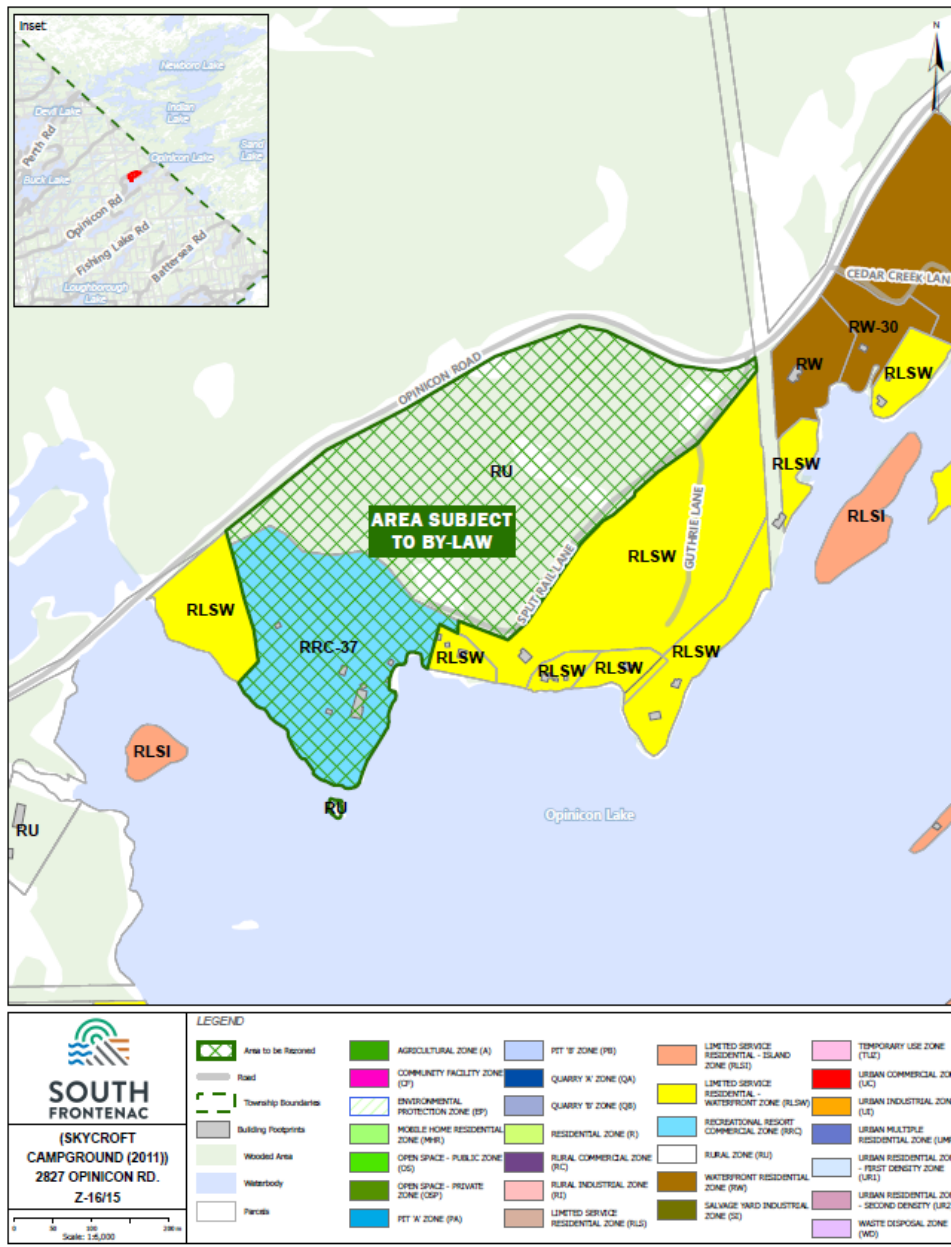 Inset
Newboro Lake
Devil Lake
Indian
Lake
Perth Rd
Opinicon Lake
Sand
Lake
Buck Lake
Opinicon Rd
Fishing Lake Rd
Battersea Rd
Loughborough
Lake
N
OPINICON ROAD
CEDAR CREEK LAN
RW-30
RW
RLSW
RU
RLSW
AREA SUBJECT
TO BY-LAW
RLSI
RLSW
GUTHRIE LANE
SPLIT RAIL LANE
RLSW
RRC-37
RLSW
RLSW
RLSW
RLSW
RLSI
RU
Opinicon Lake
RU
SOUTH
FRONTENAC
(SKYCROFT
CAMPGROUND (2011))
2827 OPINICON RD.
Z-16/15
0 50 100 200 m
Scale: 1:6,000
LEGEND
Area to be Rezoned
Road
Township Boundaries
Building Footprints
Wooded Area
Waterbody
Parcels
AGRICULTURAL ZONE (A)
COMMUNITY FACILITY ZONE
(CF)
ENVIRONMENTAL
PROTECTION ZONE (EP)
MOBILE HOME RESIDENTIAL
ZONE (MHR)
OPEN SPACE - PUBLIC ZONE
(OS)
OPEN SPACE - PRIVATE
ZONE (OSP)
PIT 'A' ZONE (PA)
PIT 'B' ZONE (PB)
QUARRY 'A' ZONE (QA)
QUARRY 'B' ZONE (QB)
RESIDENTIAL ZONE (R)
RURAL COMMERCIAL ZONE
(RC)
RURAL INDUSTRIAL ZONE
(RI)
LIMITED SERVICE
RESIDENTIAL ZONE (RLS)
LIMITED SERVICE
RESIDENTIAL - ISLAND
ZONE (RLSI)
LIMITED SERVICE
RESIDENTIAL -
WATERFRONT ZONE (RLSW)
RECREATIONAL RESORT
COMMERCIAL ZONE (RRC)
RURAL ZONE (RU)
WATERFRONT RESIDENTIAL
ZONE (RW)
SALVAGE YARD INDUSTRIAL
ZONE (SI)
TEMPORARY USE ZONE
(TUZ)
URBAN COMMERCIAL ZON
(UC)
URBAN INDUSTRIAL ZON
(UI)
URBAN MULTIPLE
RESIDENTIAL ZONE (UM
URBAN RESIDENTIAL ZO
- FIRST DENSITY ZONE
(UR1)
URBAN RESIDENTIAL ZO
- SECOND DENSITY (UR2
WASTE DISPOSAL ZONE
(WD)